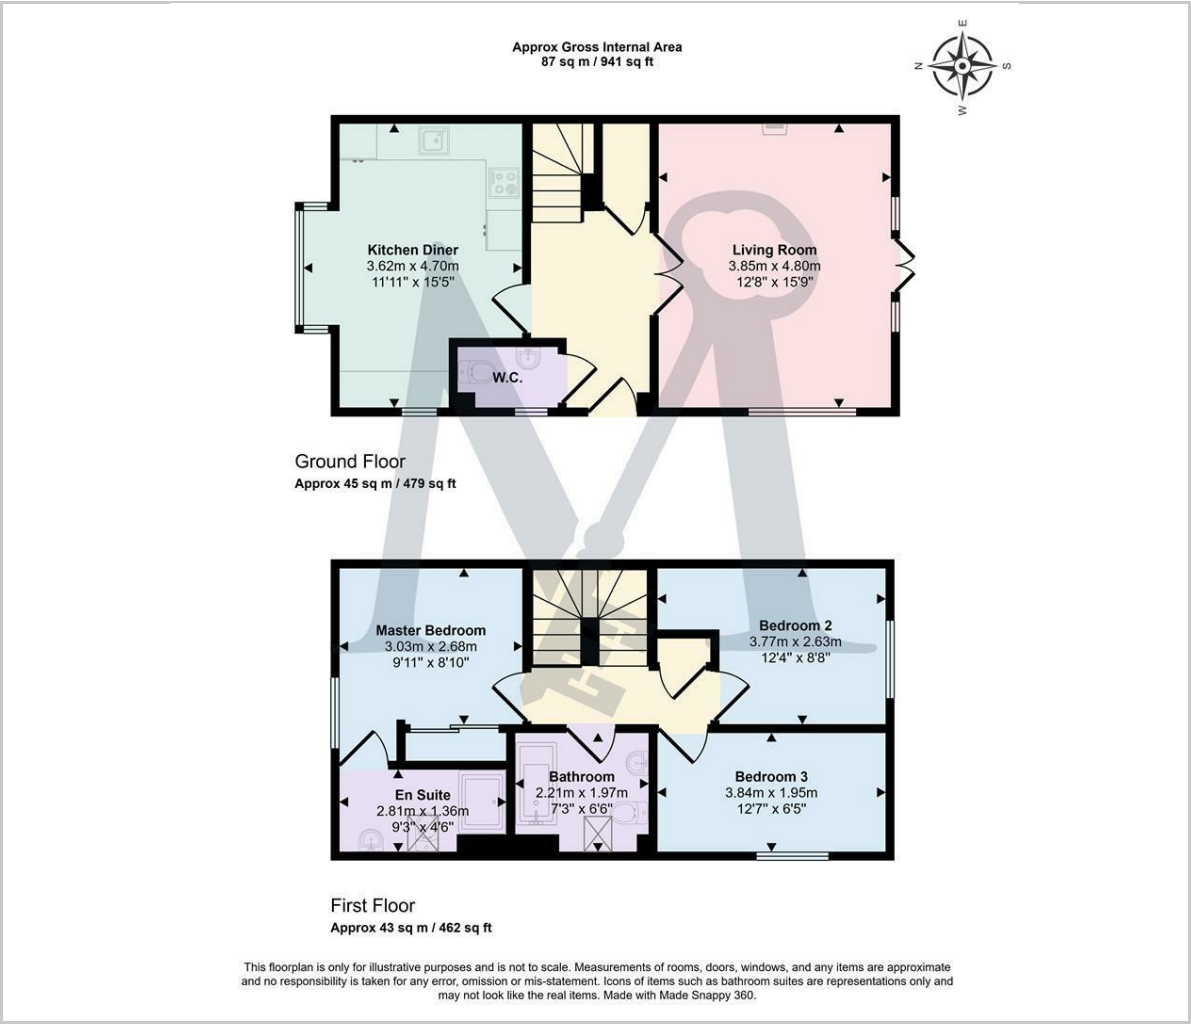 Approx Gross Internal Area
87 sq m / 941 sq ft
E
N
S
W
Kitchen Diner
3.62m x 4.70m
11'11" x 15'5"
Living Room
3.85m x 4.80m
12'8" x 15'9"
W.C.
Ground Floor
Approx 45 sq m / 479 sq ft
Master Bedroom
3.03m x 2.68m
9'11" x 8'10"
Bedroom 2
3.77m x 2.63m
12'4" x 8'8"
En Suite
2.81m x 1.36m
9'3" x 4'6"
Bathroom
2.21m x 1.97m
7'3" x 6'6"
Bedroom 3
3.84m x 1.95m
12'7" x 6'5"
First Floor
Approx 43 sq m / 462 sq ft
This floorplan is only for illustrative purposes and is not to scale. Measurements of rooms, doors, windows, and any items are approximate
and no responsibility is taken for any error, omission or mis-statement. Icons of items such as bathroom suites are representations only and
may not look like the real items. Made with Made Snappy 360.